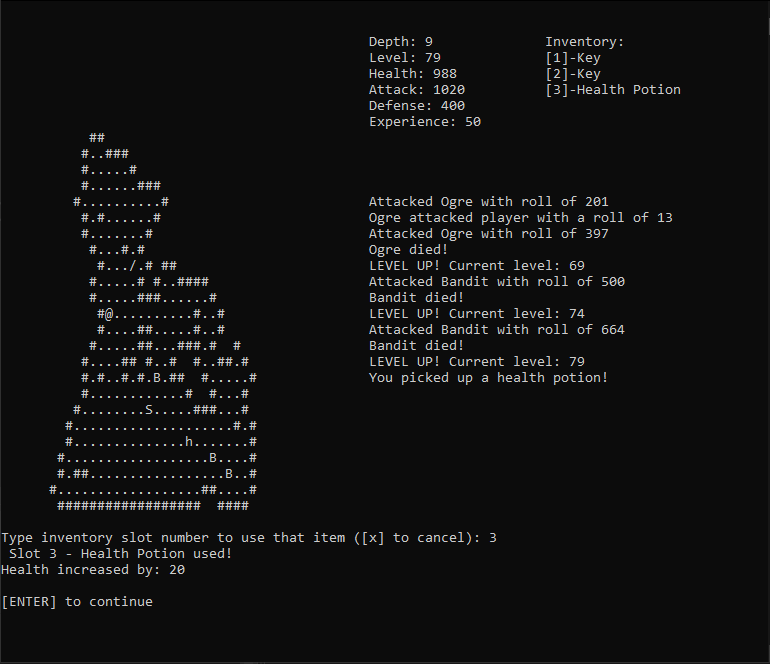 Depth: 9 Inventory:
Level: 79 [1]-Key
Health: 988 [2]-Key
Attack: 1020 [3]-Health Potion
Defense: 400
Experience: 50
##
#..###
#.....#
#......###
#..........# Attacked Ogre with roll of 201
#.#......# Ogre attacked player with a roll of 13
#.......# Attacked Ogre with roll of 397
#...#.# Ogre died!
#.../.# ## LEVEL UP! Current level: 69
#.....# #..#### Attacked Bandit with roll of 500
#.....###......# Bandit died!
#@..........#..# LEVEL UP! Current level: 74
#....##.....#..# Attacked Bandit with roll of 664
#.....##...###.# # Bandit died!
#....## #..# #..##.# LEVEL UP! Current level: 79
#.#..#.#.B.## #.....# You picked up a health potion!
#............# #...#
#........S.....###...#
#....................#.#
#..............h.......#
#..................B....#
#.##.................B..#
#..................##....#
################## ####
Type inventory slot number to use that item ([x] to cancel): 3
Slot 3 - Health Potion used!
Health increased by: 20
[ENTER] to continue